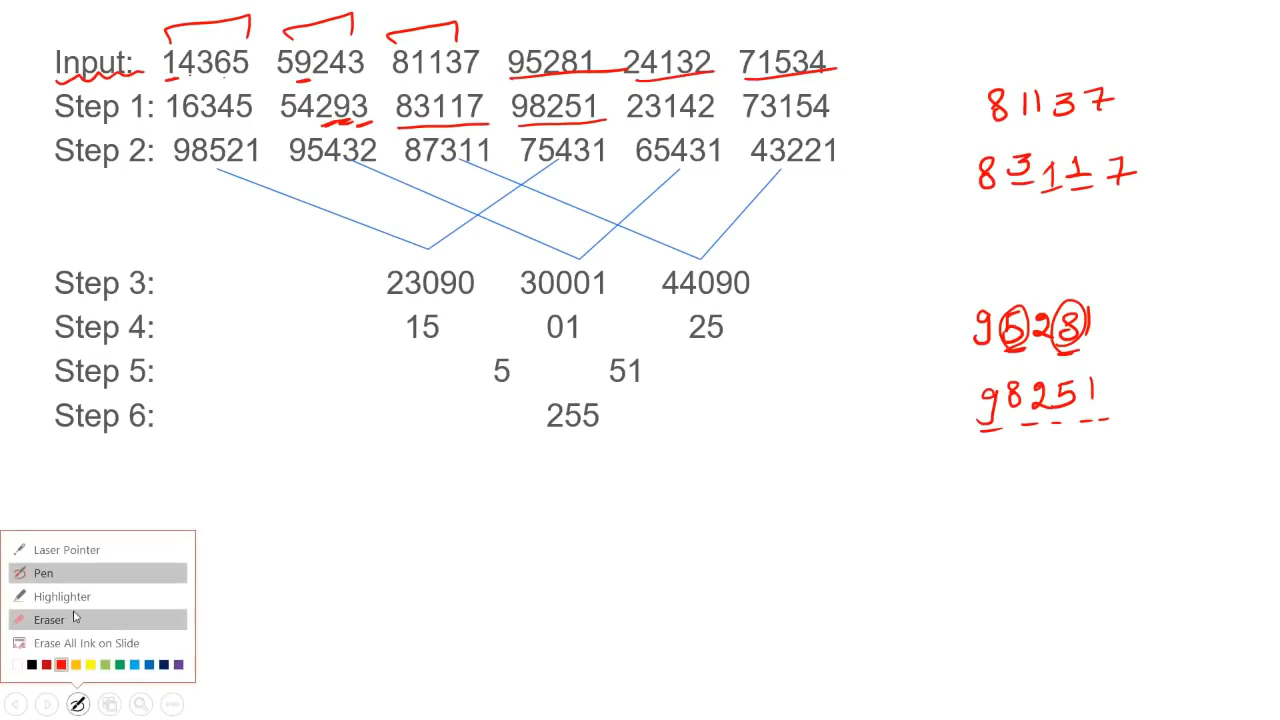 Input: 14365 59243 81137 95281 24132 71534
Step 1: 16345 54293 83117 98251 23142 73154
Step 2: 98521 95432 87311 75431 65431 43221
Step 3: 23090 30001 44090
Step 4: 15 01 25
Step 5: 5 51
Step 6: 255
81137
83117
95281
98251
Laser Pointer
Pen
Highlighter
Eraser
Erase All Ink on Slide